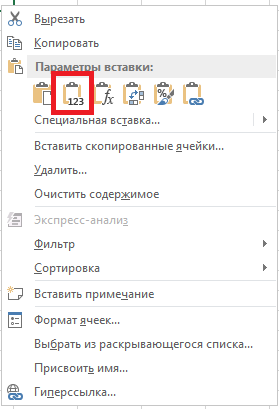 Вырезать
Копировать
Параметры вставки:
123 fx %
Специальная вставка...
Вставить скопированные ячейки...
Удалить...
Очистить содержимое
Экспресс-анализ
Фильтр
Сортировка
Вставить примечание
Формат ячеек...
Выбрать из раскрывающегося списка...
Присвоить имя...
Гиперссылка...